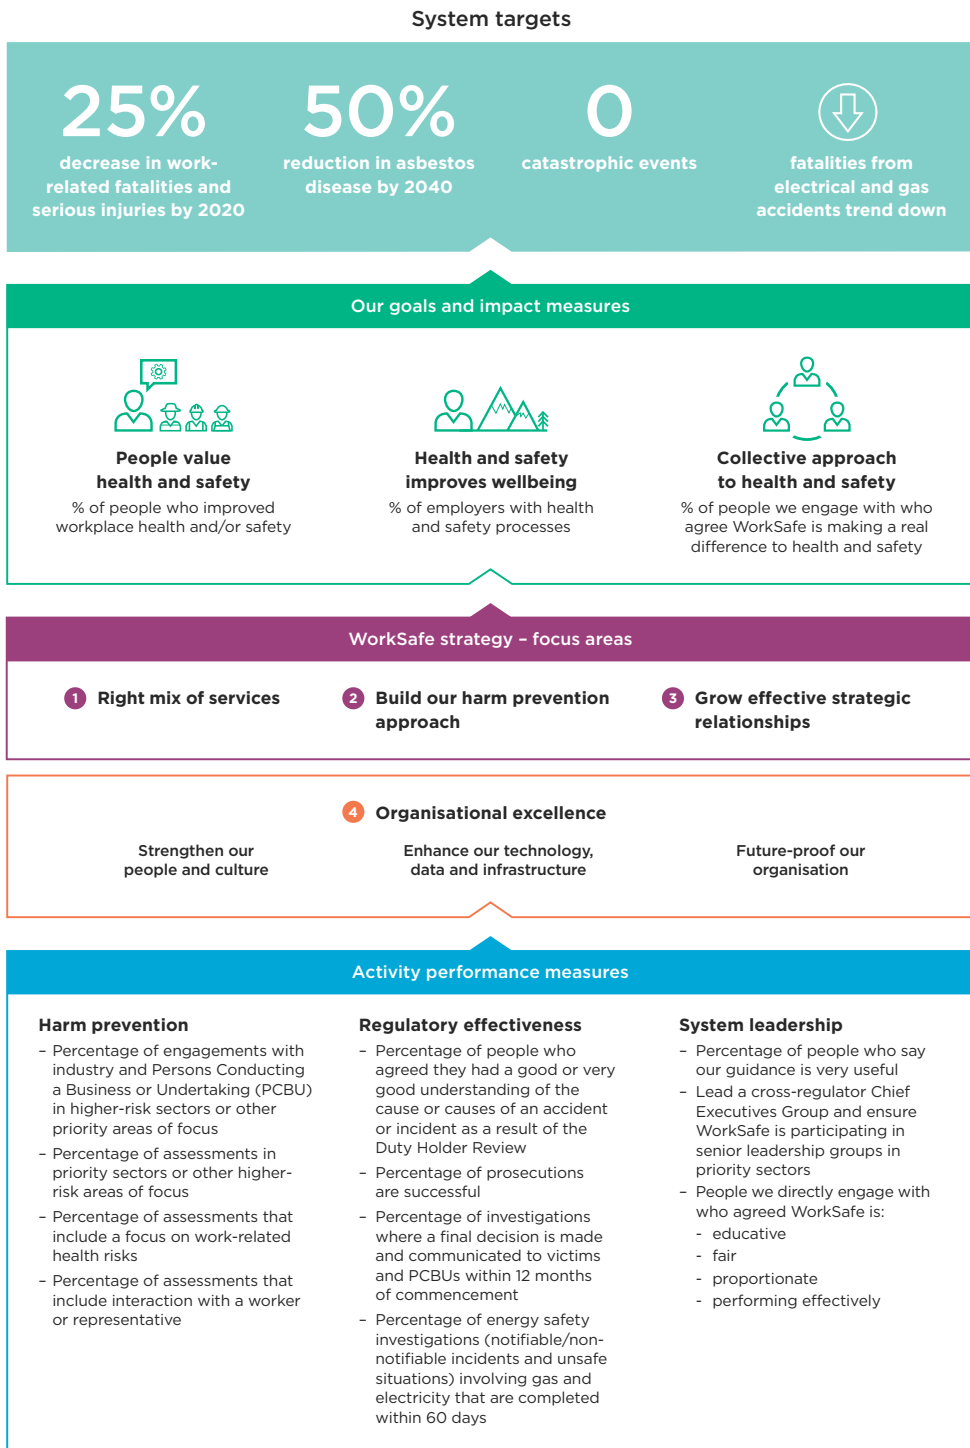 System targets
25%
decrease in work-
related fatalities and
serious injuries by 2020
50%
reduction in asbestos
disease by 2040
0
catastrophic events
fatalities from
electrical and gas
accidents trend down
Our goals and impact measures
People value
health and safety
% of people who improved
workplace health and/or safety
Health and safety
improves wellbeing
% of employers with health
and safety processes
Collective approach
to health and safety
% of people we engage with who
agree WorkSafe is making a real
difference to health and safety
WorkSafe strategy – focus areas
1 Right mix of services
2 Build our harm prevention
approach
3 Grow effective strategic
relationships
4 Organisational excellence
Strengthen our
people and culture
Enhance our technology,
data and infrastructure
Future-proof our
organisation
Activity performance measures
Harm prevention
– Percentage of engagements with
industry and Persons Conducting
a Business or Undertaking (PCBU)
in higher-risk sectors or other
priority areas of focus
– Percentage of assessments in
priority sectors or other higher-
risk areas of focus
– Percentage of assessments that
include a focus on work-related
health risks
– Percentage of assessments that
include interaction with a worker
or representative
Regulatory effectiveness
– Percentage of people who
agreed they had a good or very
good understanding of the
cause or causes of an accident
or incident as a result of the
Duty Holder Review
– Percentage of prosecutions
are successful
– Percentage of investigations
where a final decision is made
and communicated to victims
and PCBUs within 12 months
of commencement
– Percentage of energy safety
investigations (notifiable/non-
notifiable incidents and unsafe
situations) involving gas and
electricity that are completed
within 60 days
System leadership
– Percentage of people who say
our guidance is very useful
– Lead a cross-regulator Chief
Executives Group and ensure
WorkSafe is participating in
senior leadership groups in
priority sectors
– People we directly engage with
who agreed WorkSafe is:
- educative
- fair
- proportionate
- performing effectively